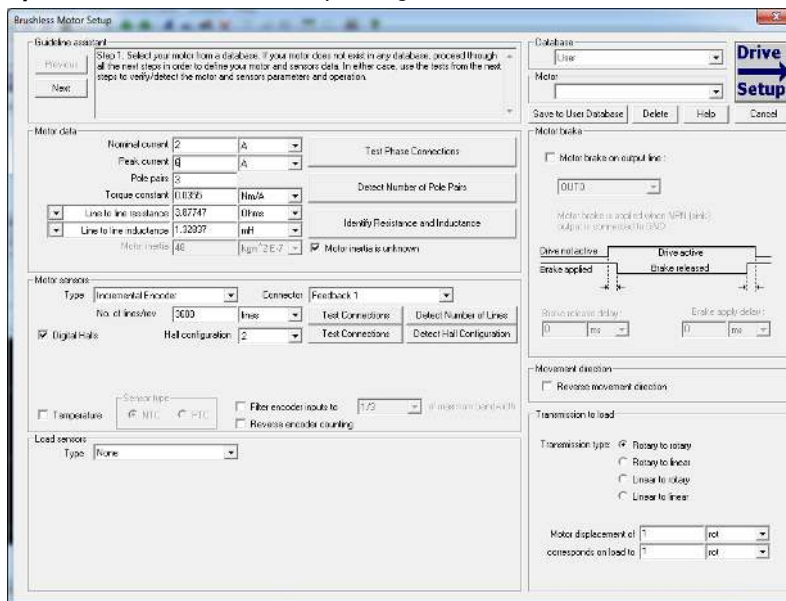 Brushless Motor Setup
Guideline assistant
Previous
Next
Step 1. Select your motor from a database. If your motor does not exist in any database, proceed through
all the next steps in order to define your motor and sensors data. In either case, use the tests from the next
steps to verify/detect the motor and sensors parameters and operation.
Database
User
Motor
Drive
Setup
Save to User Database
Delete
Help
Cancel
Motor data
Nominal current 2 A
Peak current 6 A
Pole pairs 3
Torque constant 0.0355 Nm/A
Line to line resistance 3.87747 Ohms
Line to line inductance 1.32837 mH
Motor inertia 48 kgm^2 E-7
Motor inertia is unknown
Test Phase Connections
Detect Number of Pole Pairs
Identify Resistance and Inductance
Motor brake
Motor brake on output line :
OUT0
Motor brake is applied when NPN (sink)
output is connected to GND
Drive not active
Drive active
Brake applied
Brake released
Brake release delay :
0 ms
Brake apply delay :
0 ms
Motor sensors
Type Incremental Encoder
Connector Feedback 1
No. of lines/rev lines
Test Connections
Detect Number of Lines
Digital Halls
Hall configuration 2
Test Connections
Detect Hall Configuration
Temperature
Sensor type
NTC
PTC
Filter encoder inputs to 1/3 of maximum bandwidth
Reverse encoder counting
Load sensors
Type None
Movement direction
Reverse movement direction
Transmission to load
Transmission type:
Rotary to rotary
Rotary to linear
Linear to rotary
Linear to linear
Motor displacement of 1 rot
corresponds on load to 1 rot